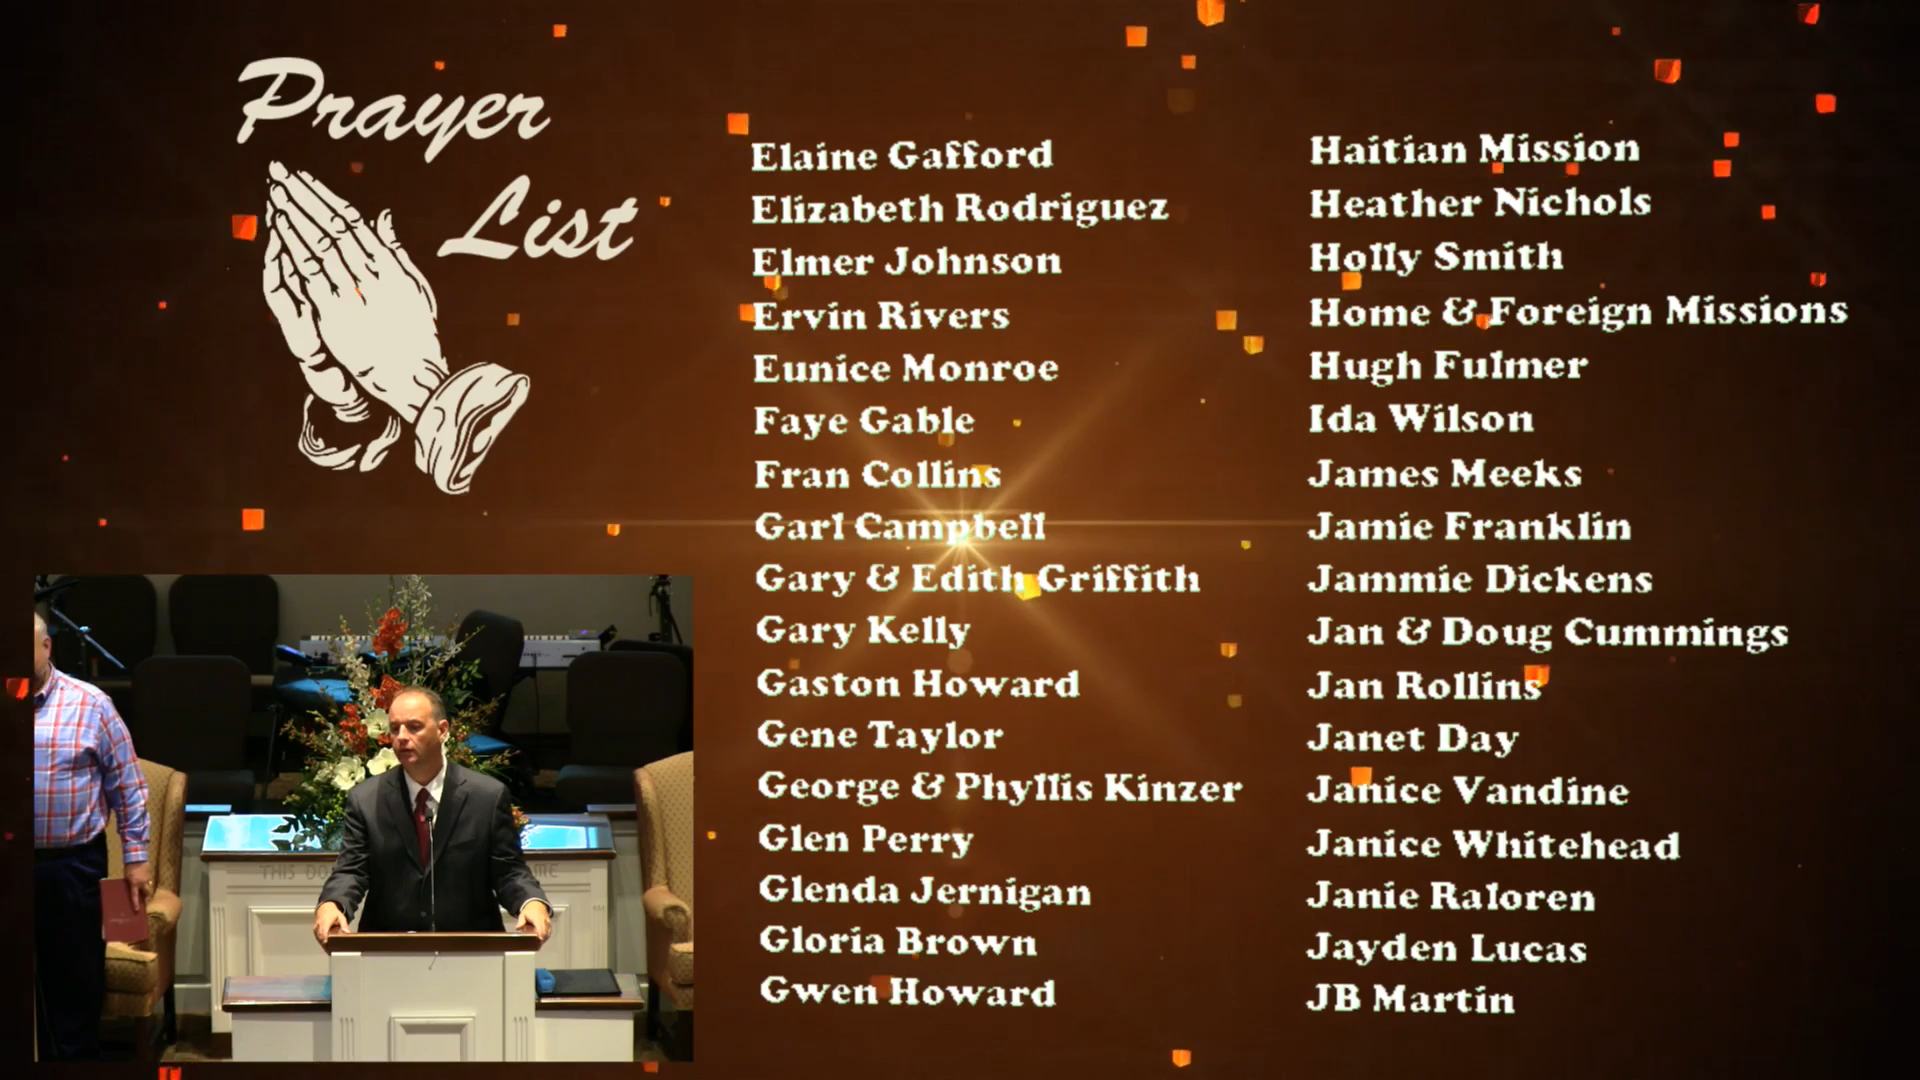 Prayer
List
Elaine Gafford
Elizabeth Rodriguez
Elmer Johnson
Ervin Rivers
Eunice Monroe
Faye Gable
Fran Collins
Garl Campbell
Gary & Edith Griffith
Gary Kelly
Gaston Howard
Gene Taylor
George & Phyllis Kinzer
Glen Perry
Glenda Jernigan
Gloria Brown
Gwen Howard
Haitian Mission
Heather Nichols
Holly Smith
Home & Foreign Missions
Hugh Fulmer
Ida Wilson
James Meeks
Jamie Franklin
Jammie Dickens
Jan & Doug Cummings
Jan Rollins
Janet Day
Janice Vandine
Janice Whitehead
Janie Raloren
Jayden Lucas
JB Martin
THIS